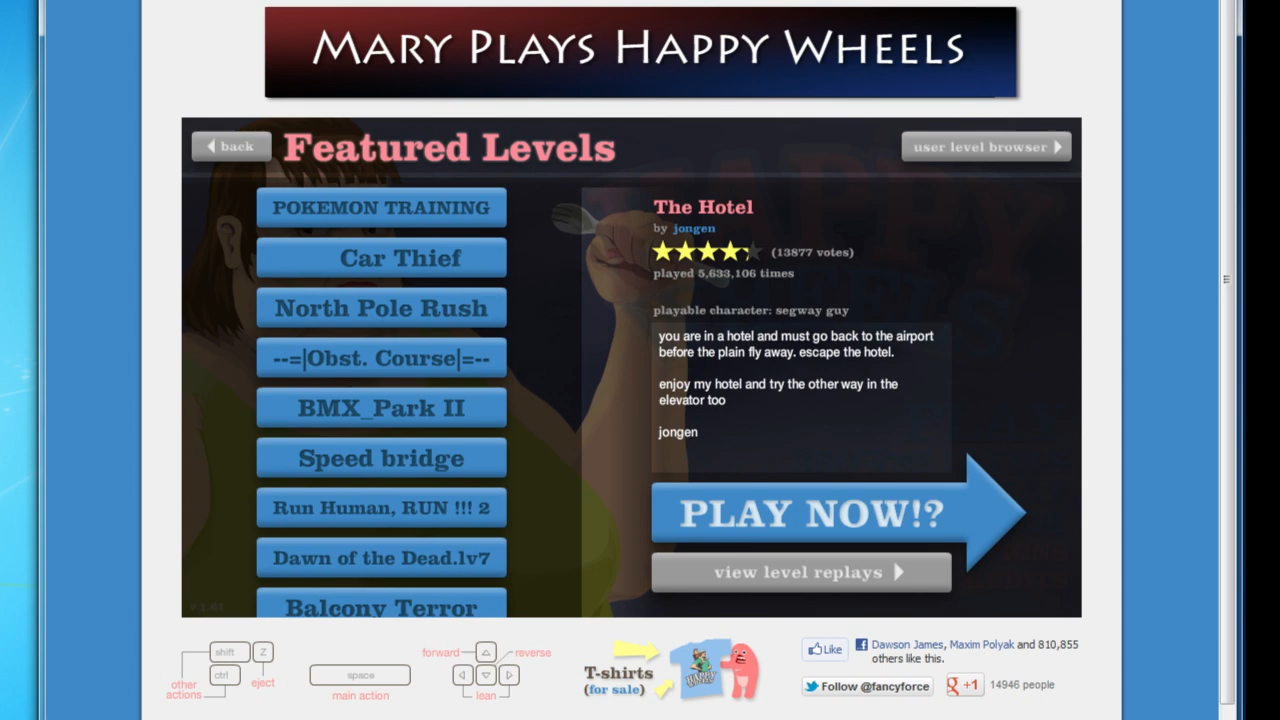 MARY PLAYS HAPPY WHEELS
back
Featured Levels
user level browser
POKEMON TRAINING
Car Thief
North Pole Rush
--=|Obst. Course|=--
BMX_Park II
Speed bridge
Run Human, RUN !!! 2
Dawn of the Dead.lv7
Balcony Terror
The Hotel
by jongen
(13877 votes)
played 5,633,106 times
playable character: segway guy
you are in a hotel and must go back to the airport
before the plain fly away. escape the hotel.
enjoy my hotel and try the other way in the
elevator too
jongen
PLAY NOW!?
view level replays
shift
Z
ctrl
other
actions
eject
space
main action
forward
reverse
lean
T-shirts
(for sale)
Like
Dawson James, Maxim Polyak and 810,855
others like this.
Follow @fancyforce
g +1
14946 people